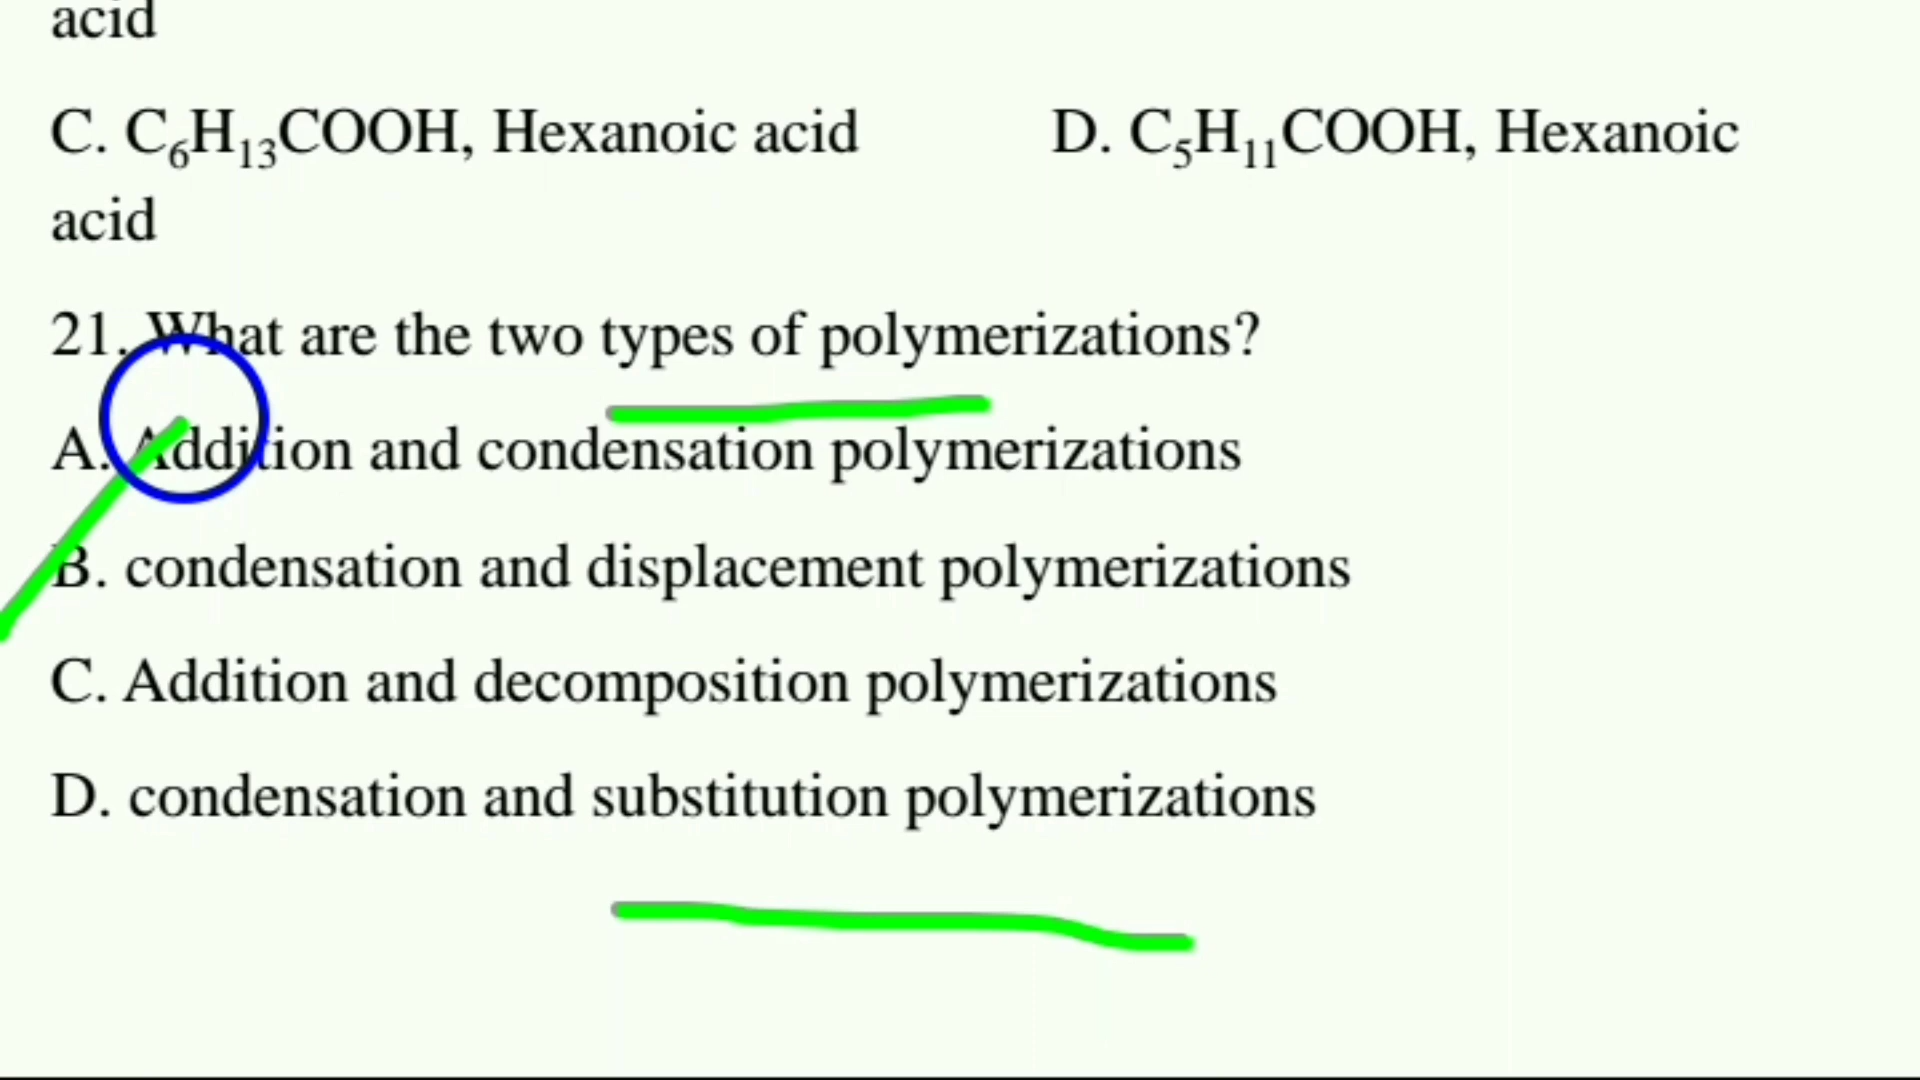 acid
C. C₆H₁₃COOH, Hexanoic acid D. C₅H₁₁COOH, Hexanoic
acid
21. What are the two types of polymerizations?
A. Addition and condensation polymerizations
B. condensation and displacement polymerizations
C. Addition and decomposition polymerizations
D. condensation and substitution polymerizations